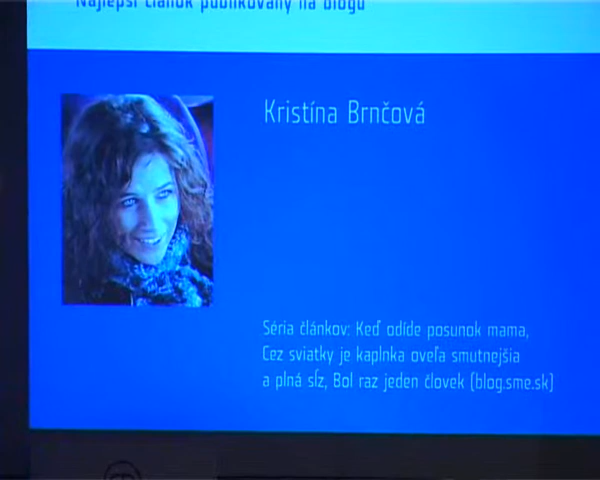 Najlepší článok publikovaný na blogu
Kristína Brnčová
Séria článkov: Keď odíde posunok mama,
Cez sviatky je kaplnka oveľa smutnejšia
a plná sĺz, Bol raz jeden človek (blog.sme.sk)